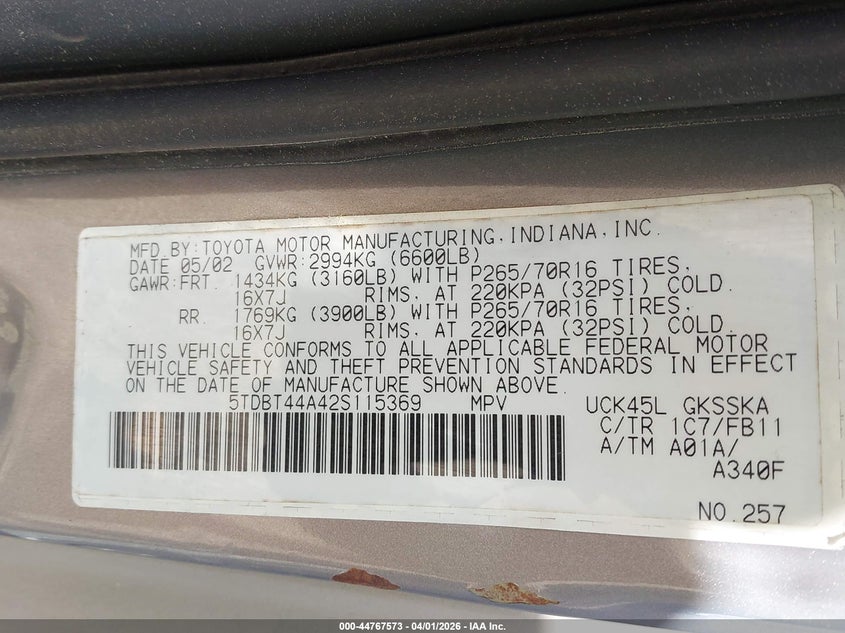 MFD.BY:TOYOTA MOTOR MANUFACTURING,INDIANA,INC.
DATE 05/02 GVWR:2994KG (6600LB)
GAWR:FRT. 1434KG (3160LB) WITH P265/70R16 TIRES,
16X7J RIMS, AT 220KPA (32PSI) COLD.
RR. 1769KG (3900LB) WITH P265/70R16 TIRES,
16X7J RIMS, AT 220KPA (32PSI) COLD.
THIS VEHICLE CONFORMS TO ALL APPLICABLE FEDERAL MOTOR
VEHICLE SAFETY AND THEFT PREVENTION STANDARDS IN EFFECT
ON THE DATE OF MANUFACTURE SHOWN ABOVE.
5TDBT44A42S115369 MPV UCK45L GKSSKA
C/TR 1C7/FB11
A/TM A01A/
A340F
NO.257
000-44767573 - 04/01/2026 - IAA Inc.